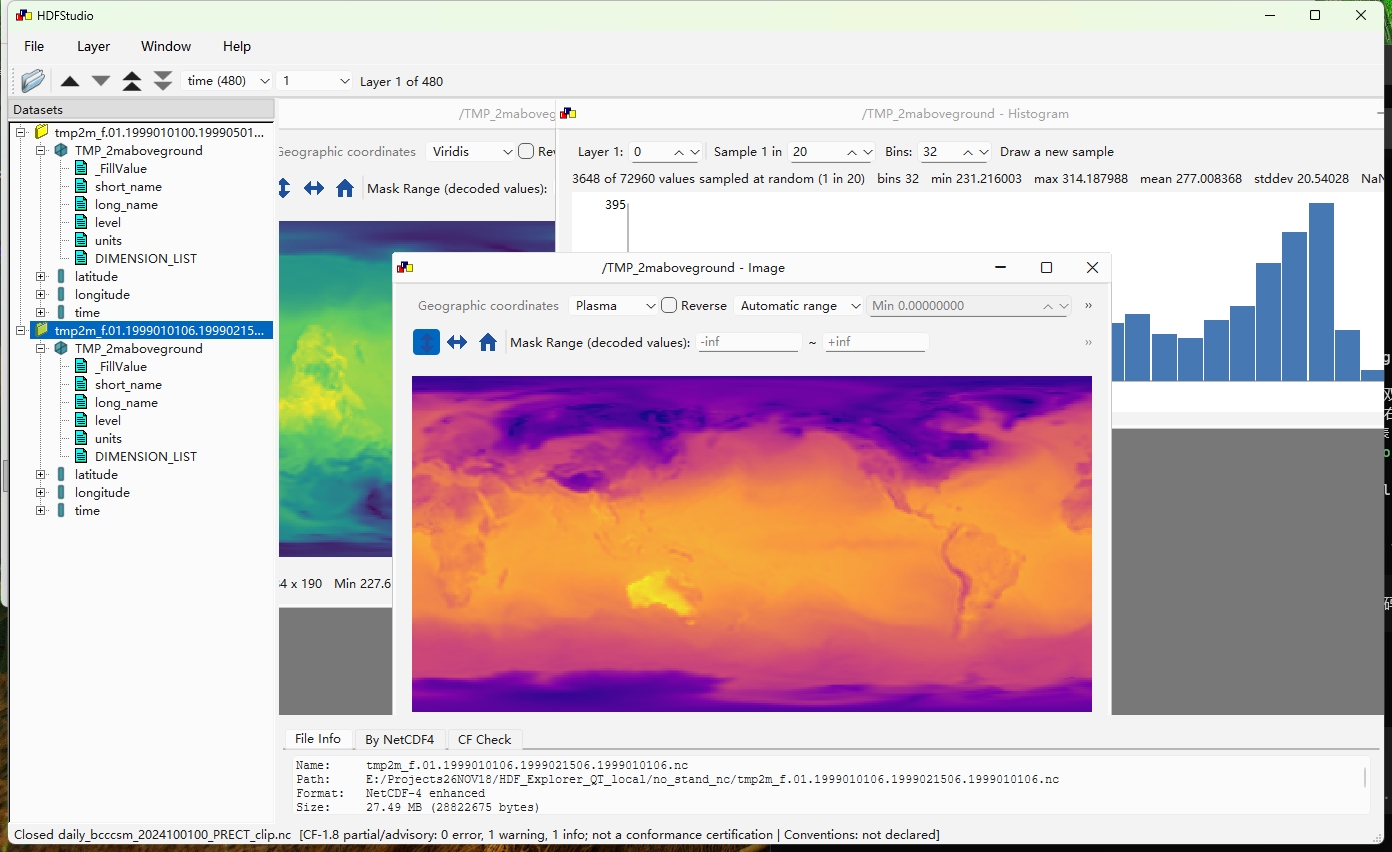 HDFStudio
File Layer Window Help
time (480) 1 Layer 1 of 480
Datasets
tmp2m_f.01.1999010100.19990501...
TMP_2maboveground
_FillValue
short_name
long_name
level
units
DIMENSION_LIST
latitude
longitude
time
tmp2m_f.01.1999010106.19990215...
TMP_2maboveground
_FillValue
short_name
long_name
level
units
DIMENSION_LIST
latitude
longitude
time
/TMP_2maboveg
Geographic coordinates Viridis Rev
Mask Range (decoded values):
4 x 190 Min 227.6
/TMP_2maboveground - Histogram
Layer 1: 0 Sample 1 in 20 Bins: 32 Draw a new sample
3648 of 72960 values sampled at random (1 in 20) bins 32 min 231.216003 max 314.187988 mean 277.008368 stddev 20.54028 NaN
395
/TMP_2maboveground - Image
Geographic coordinates Plasma Reverse Automatic range Min 0.00000000 »
Mask Range (decoded values): -inf ~ +inf »
File Info By NetCDF4 CF Check
Name: tmp2m_f.01.1999010106.1999021506.1999010106.nc
Path: E:/Projects26NOV18/HDF_Explorer_QT_local/no_stand_nc/tmp2m_f.01.1999010106.1999021506.1999010106.nc
Format: NetCDF-4 enhanced
Size: 27.49 MB (28822675 bytes)
Closed daily_bcccsm_2024100100_PRECT_clip.nc [CF-1.8 partial/advisory: 0 error, 1 warning, 1 info; not a conformance certification | Conventions: not declared]